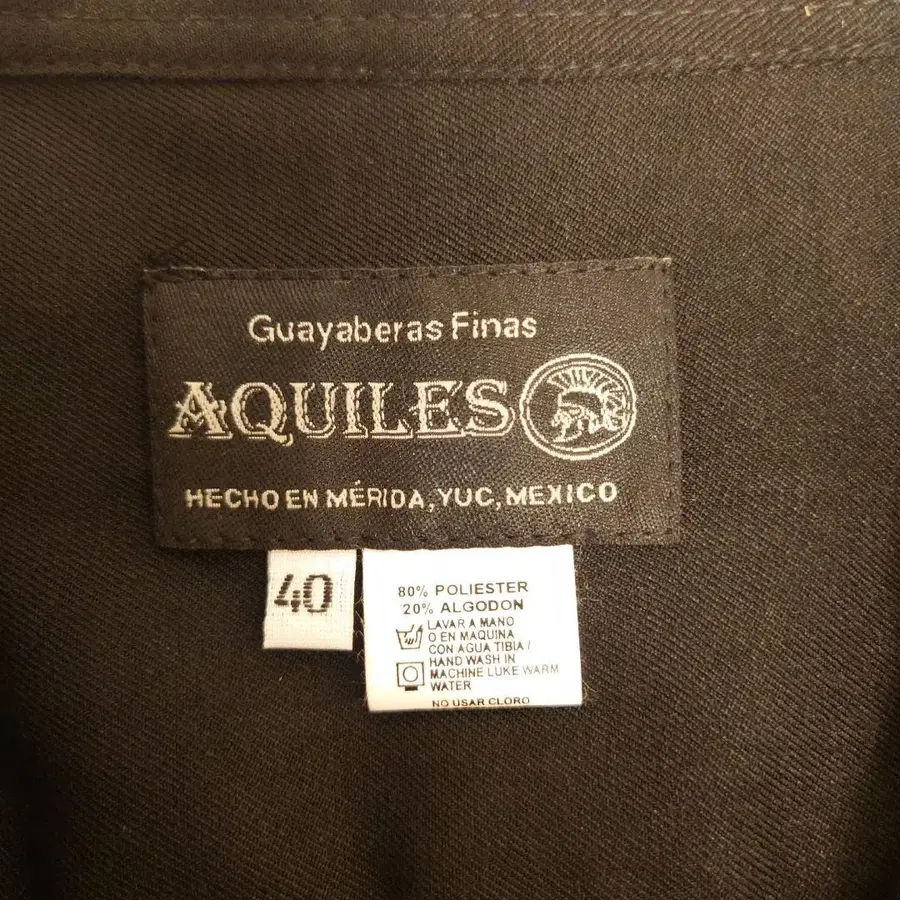 Guayaberas Finas
AQUILES
HECHO EN MÉRIDA, YUC, MEXICO
40
80% POLIESTER
20% ALGODON
LAVAR A MANO
O EN MAQUINA
CON AGUA TIBIA /
HAND WASH IN
MACHINE LUKE WARM
WATER
NO USAR CLORO